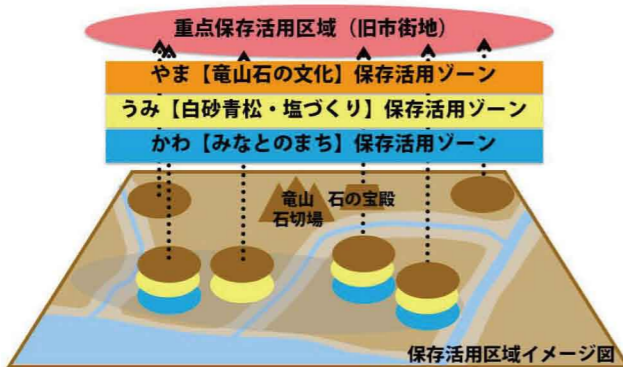 重点保存活用区域（旧市街地）
やま【竜山石の文化】保存活用ゾーン
うみ【白砂青松・塩づくり】保存活用ゾーン
かわ【みなとのまち】保存活用ゾーン
竜山 石の宝殿
石切場
保存活用区域イメージ図